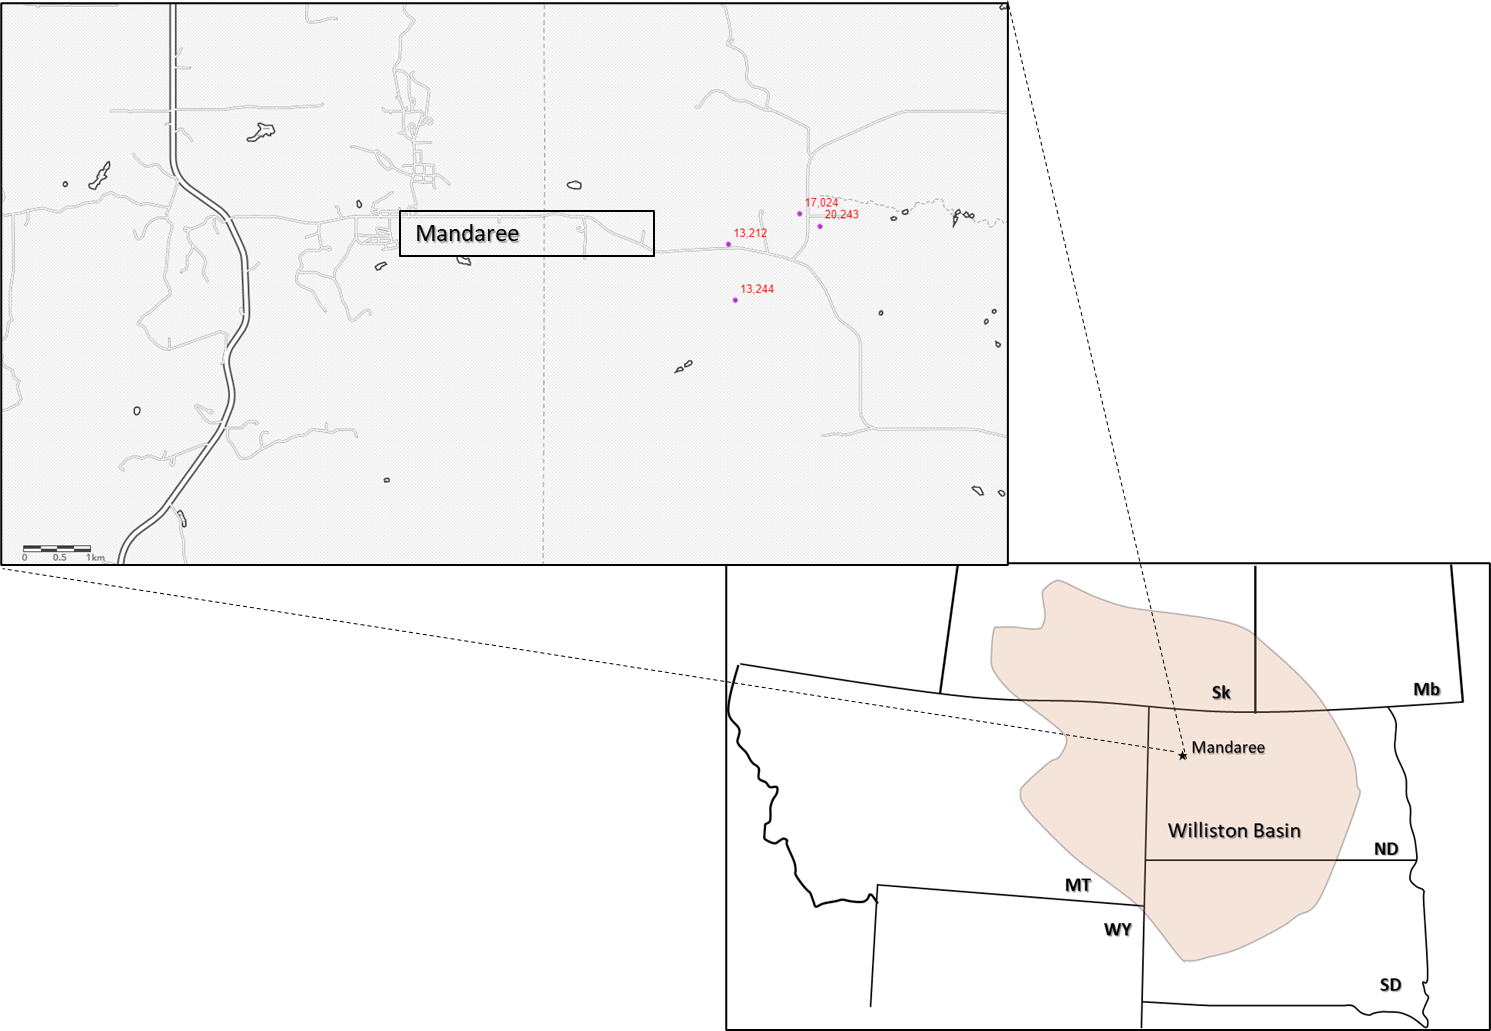 17,024
20,243
13,212
Mandaree
13,244
0 0.5 1km
Sk
Mb
Mandaree
Williston Basin
ND
MT
WY
SD